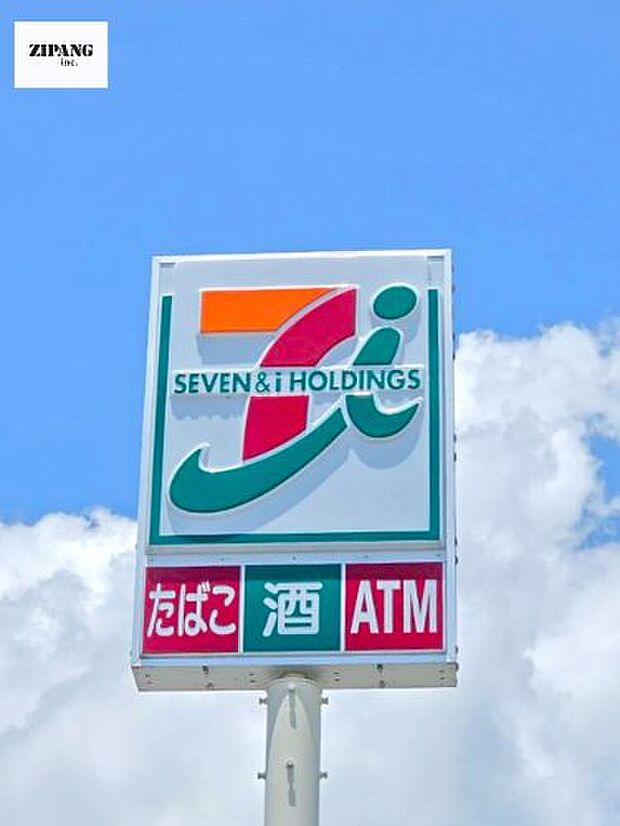 ZIPANG
inc.
SEVEN & i HOLDINGS
たばこ 酒 ATM